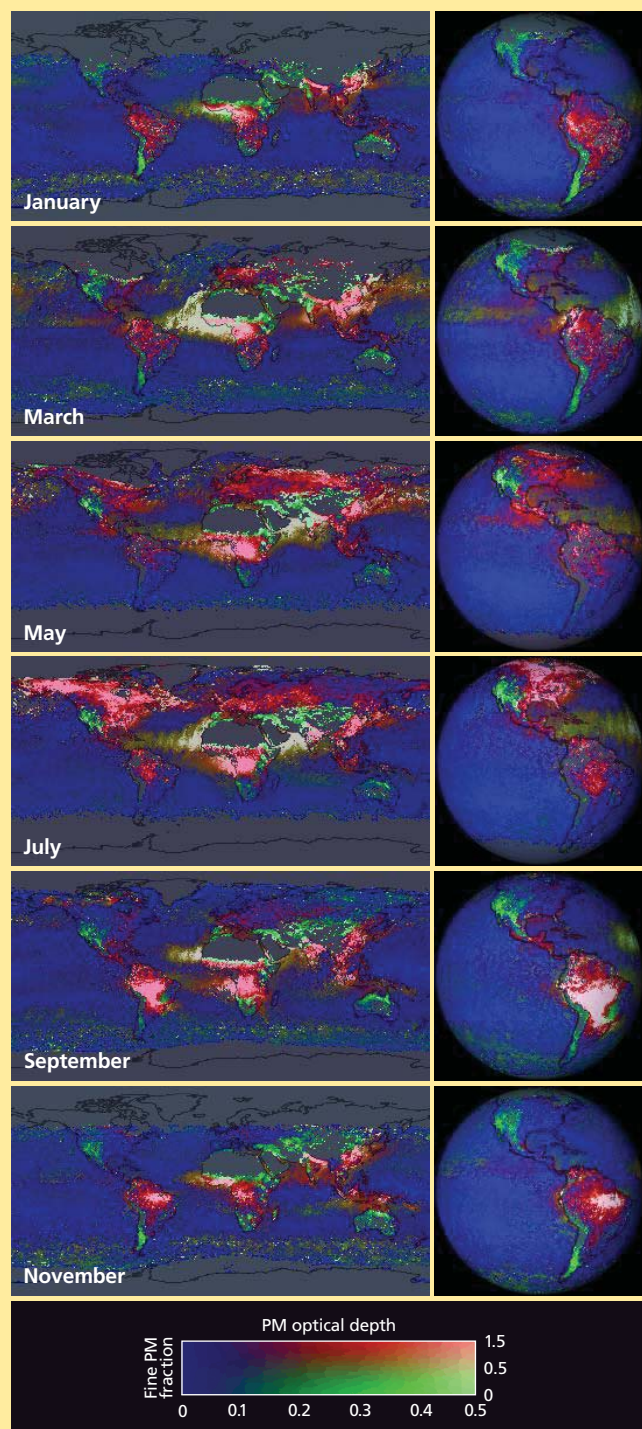 January
March
May
July
September
November
PM optical depth
Fine PM
fraction
1.5
0.5
0
0 0.1 0.2 0.3 0.4 0.5